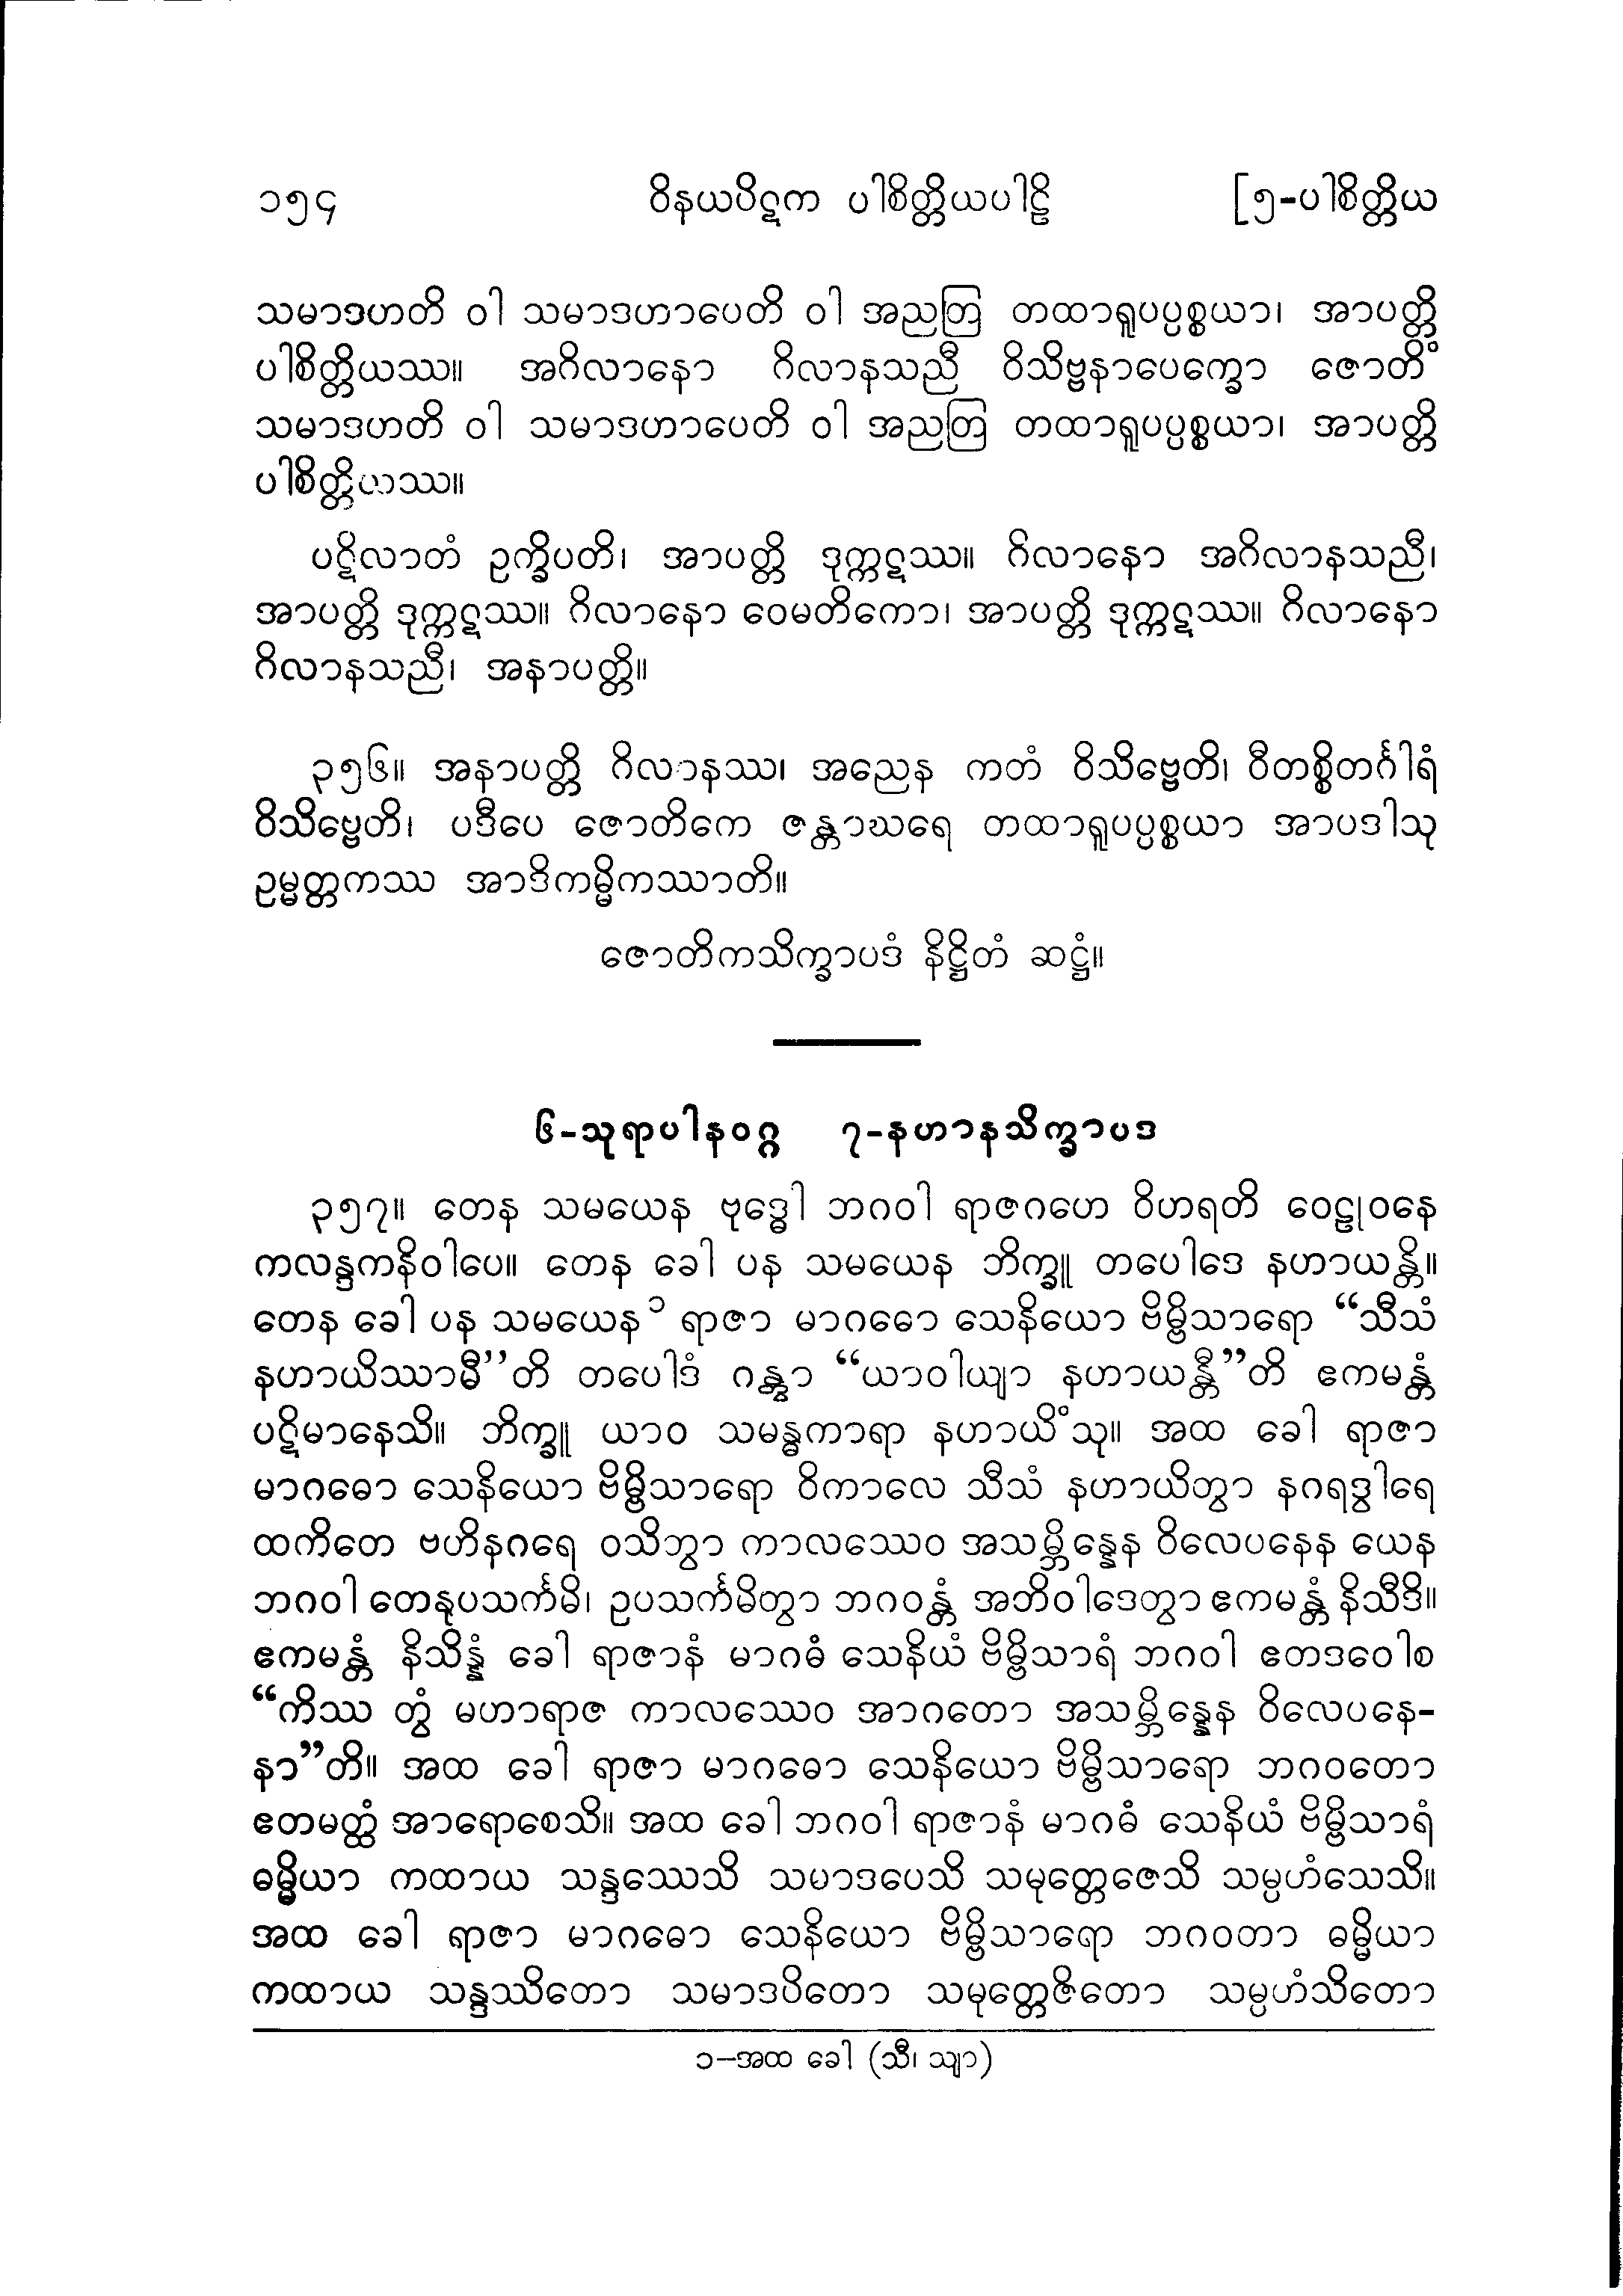 ၁၅၄ ဝိနယပိဋက ပါစိတ္တိယပါဠိ [၅-ပါစိတ္တိယ
သမာဒဟတိ ဝါ သမာဒဟာပေတိ ဝါ အညတြ တထာရူပပ္ပစ္စယာ၊ အာပတ္တိ
ပါစိတ္တိယဿ။ အဂိလာနော ဂိလာနသညီ ဝိသိဗ္ဗနာပေက္ခော ဇောတိံ
သမာဒဟတိ ဝါ သမာဒဟာပေတိ ဝါ အညတြ တထာရူပပ္ပစ္စယာ၊ အာပတ္တိ
ပါစိတ္တိယဿ။
ပဋိလာတံ ဥက္ခိပတိ၊ အာပတ္တိ ဒုက္ကဋဿ။ ဂိလာနော အဂိလာနသညီ၊
အာပတ္တိ ဒုက္ကဋဿ။ ဂိလာနော ဝေမတိကော၊ အာပတ္တိ ဒုက္ကဋဿ။ ဂိလာနော
ဂိလာနသညီ၊ အနာပတ္တိ။
၃၅၆။ အနာပတ္တိ ဂိလာနဿ၊ အညေန ကတံ ဝိသိဗ္ဗေတိ၊ ဝီတစ္စိတင်္ဂါရံ
ဝိသိဗ္ဗေတိ၊ ပဒီပေ ဇောတိကေ ဇန္တာဃရေ တထာရူပပ္ပစ္စယာ အာပဒါသု
ဥမ္မတ္တကဿ အာဒိကမ္မိကဿာတိ။
ဇောတိကသိက္ခာပဒံ နိဋ္ဌိတံ ဆဋ္ဌံ။
၆-သုရာပါနဝဂ္ဂ ၇-နဟာနသိက္ခာပဒ
၃၅၇။ တေန သမယေန ဗုဒ္ဓေါ ဘဂဝါ ရာဇဂဟေ ဝိဟရတိ ဝေဠုဝနေ
ကလန္ဒကနိဝါပေ။ တေန ခေါ ပန သမယေန ဘိက္ခူ တပေါဒေ နဟာယန္တိ။
တေန ခေါ ပန သမယေန ၁ ရာဇာ မာဂဓော သေနိယော ဗိမ္ဗိသာရော “သီသံ
နဟာယိဿာမီ”တိ တပေါဒံ ဂန္တွာ “ယာဝါယျာ နဟာယန္တီ”တိ ဧကမန္တံ
ပဋိမာနေသိ။ ဘိက္ခူ ယာဝ သမန္ဓကာရာ နဟာယိံသု။ အထ ခေါ ရာဇာ
မာဂဓော သေနိယော ဗိမ္ဗိသာရော ဝိကာလေ သီသံ နဟာယိတွာ နဂရဒွါရေ
ထကိတေ ဗဟိနဂရေ ဝသိတွာ ကာလဿေဝ အသမ္ဘိန္နေန ဝိလေပနေန ယေန
ဘဂဝါ တေနုပသင်္ကမိ၊ ဥပသင်္ကမိတွာ ဘဂဝန္တံ အဘိဝါဒေတွာ ဧကမန္တံ နိသီဒိ။
ဧကမန္တံ နိသိန္နံ ခေါ ရာဇာနံ မာဂဓံ သေနိယံ ဗိမ္ဗိသာရံ ဘဂဝါ ဧတဒဝေါစ
“ကိဿ တွံ မဟာရာဇ ကာလဿေဝ အာဂတော အသမ္ဘိန္နေန ဝိလေပနေ-
နာ”တိ။ အထ ခေါ ရာဇာ မာဂဓော သေနိယော ဗိမ္ဗိသာရော ဘဂဝတော
ဧတမတ္ထံ အာရောစေသိ။ အထ ခေါ ဘဂဝါ ရာဇာနံ မာဂဓံ သေနိယံ ဗိမ္ဗိသာရံ
ဓမ္မိယာ ကထာယ သန္ဒဿေသိ သမာဒပေသိ သမုတ္တေဇေသိ သမ္ပဟံသေသိ။
အထ ခေါ ရာဇာ မာဂဓော သေနိယော ဗိမ္ဗိသာရော ဘဂဝတာ ဓမ္မိယာ
ကထာယ သန္ဒဿိတော သမာဒပိတော သမုတ္တေဇိတော သမ္ပဟံသိတော
၁–အထ ခေါ (သီ၊ သျာ)